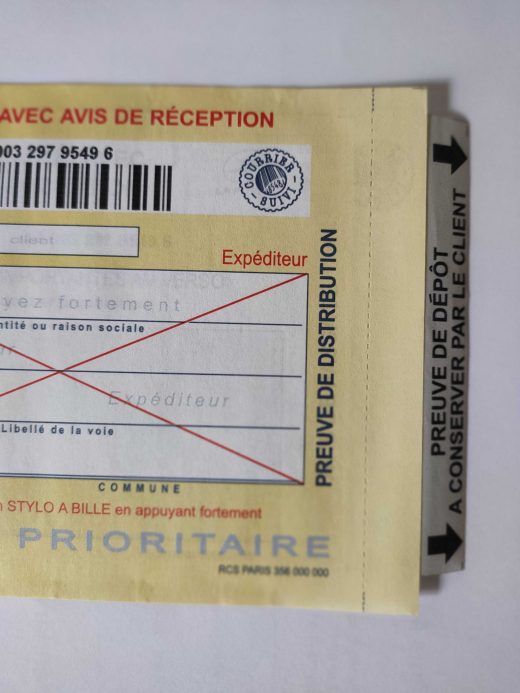 AVEC AVIS DE RÉCEPTION
003 297 9549 6
COURRIER
SUIVI
client
Expéditeur
yez fortement
ntité ou raison sociale
Expéditeur
Libellé de la voie
COMMUNE
n STYLO A BILLE en appuyant fortement
PRIORITAIRE
RCS PARIS 356 000 000
PREUVE DE DISTRIBUTION
PREUVE DE DÉPÔT
A CONSERVER PAR LE CLIENT